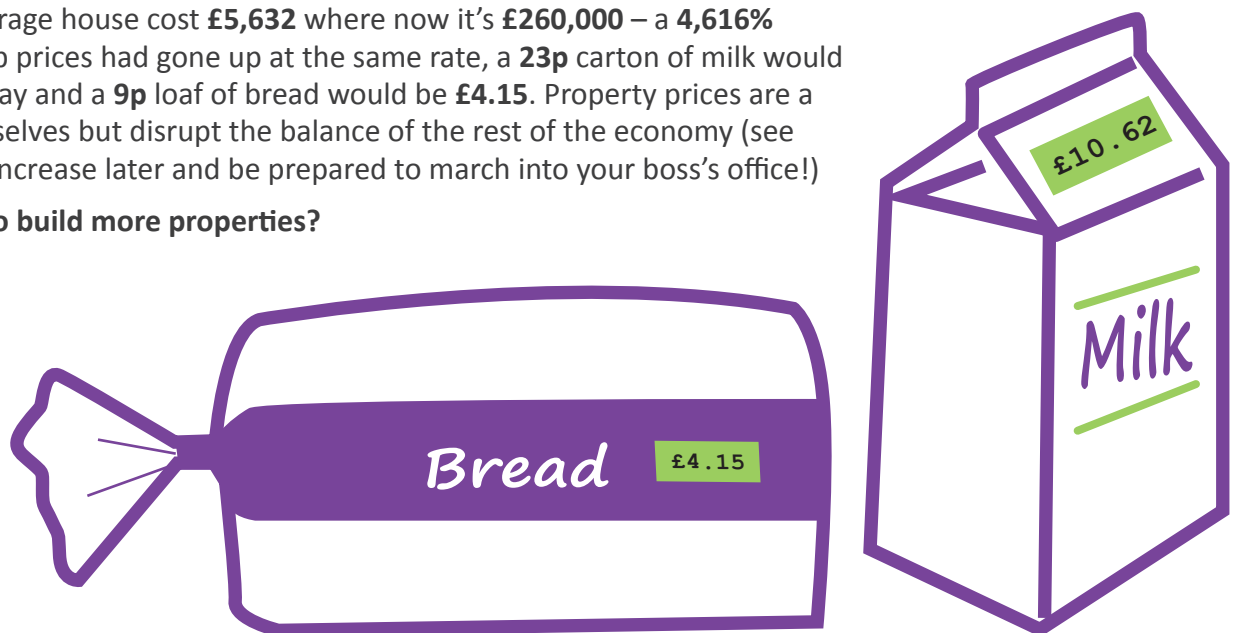 rage house cost £5,632 where now it's £260,000 – a 4,616%
p prices had gone up at the same rate, a 23p carton of milk would
ay and a 9p loaf of bread would be £4.15. Property prices are a
selves but disrupt the balance of the rest of the economy (see
increase later and be prepared to march into your boss's office!)
o build more properties?
£10.62
Milk
Bread £4.15